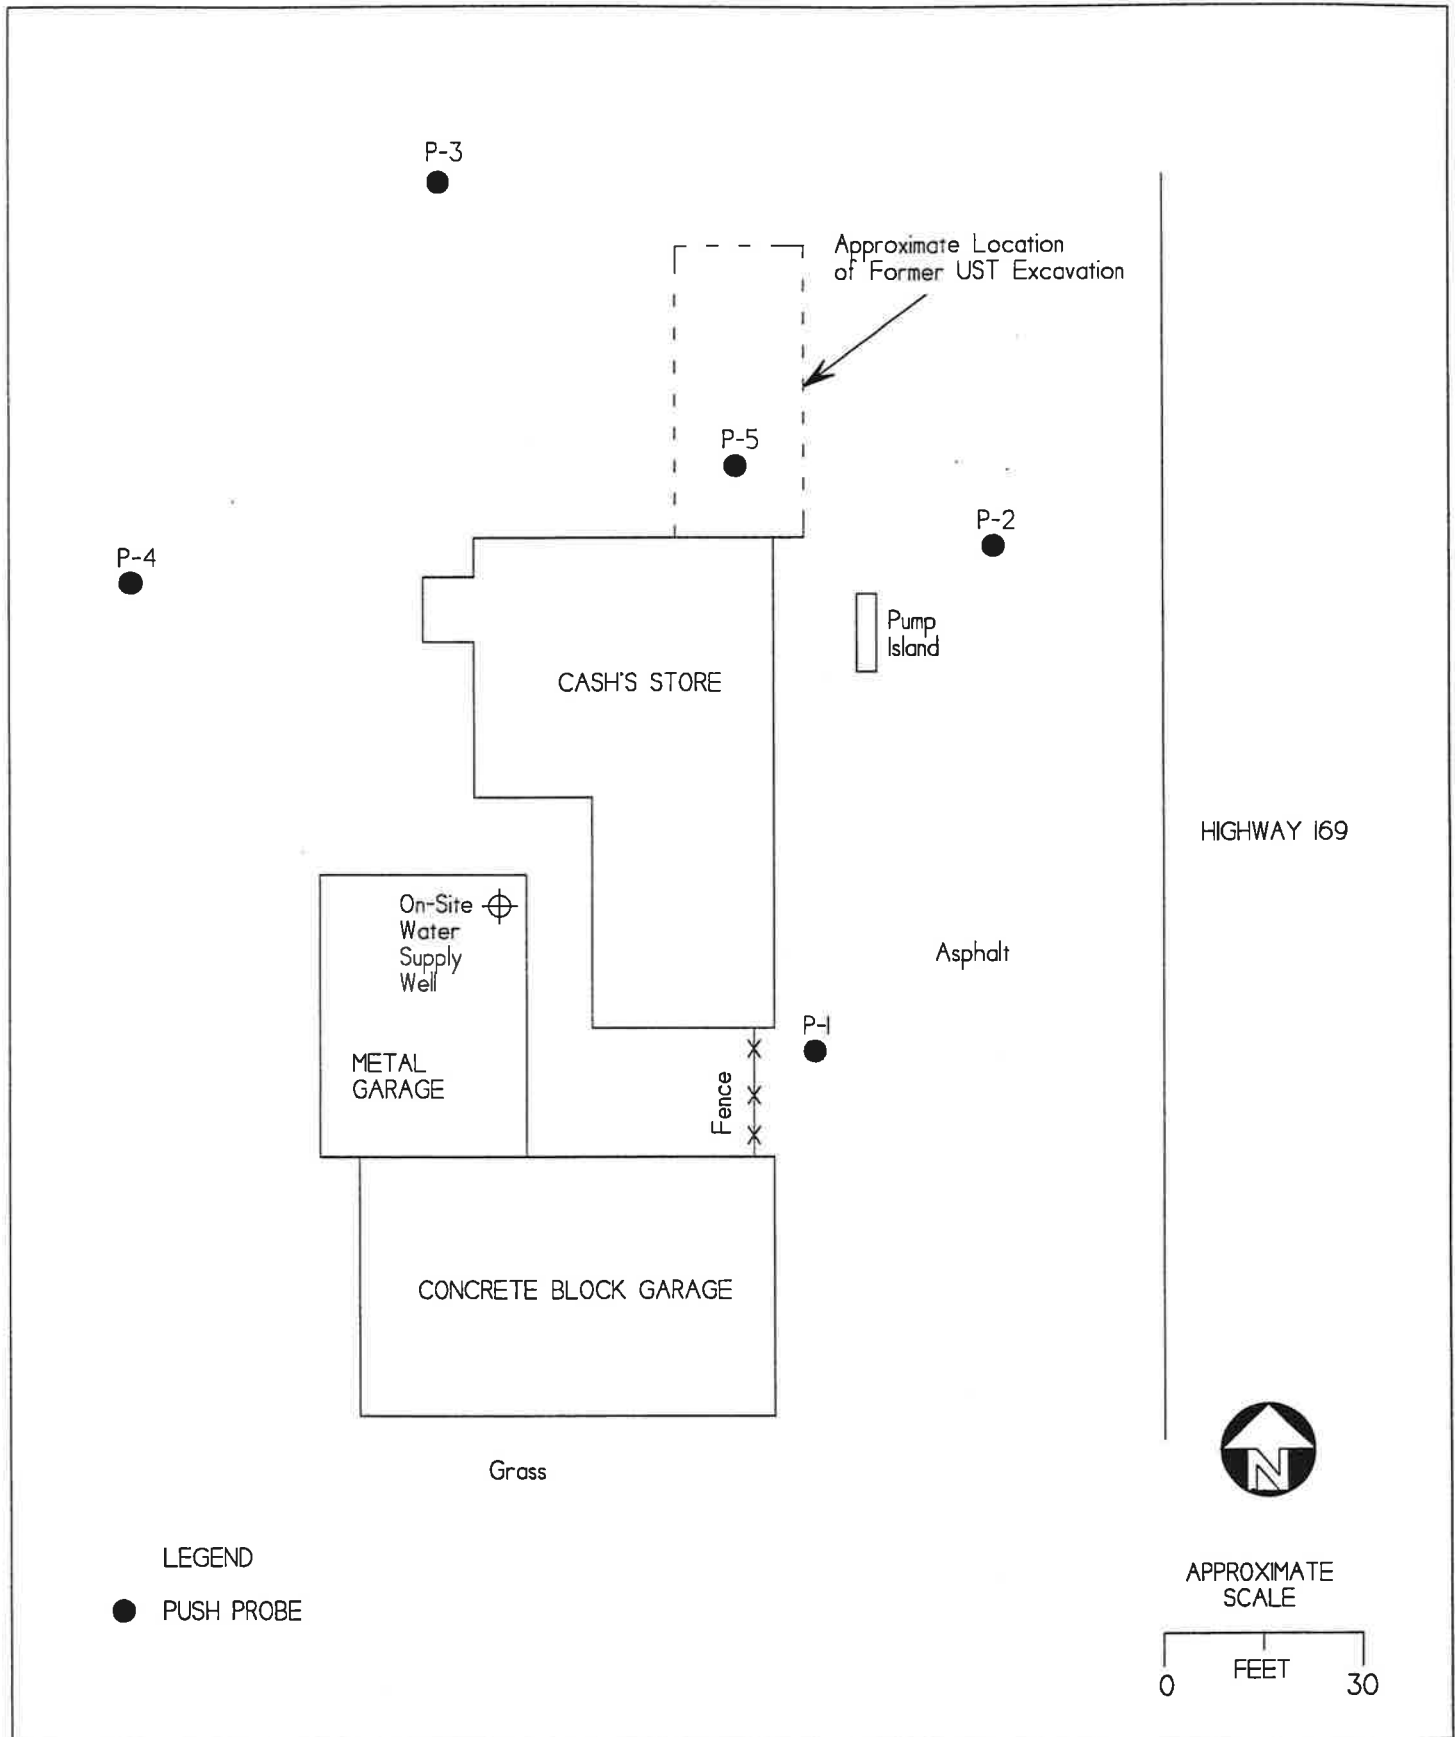 P-3
Approximate Location
of Former UST Excavation
P-5
P-2
P-4
Pump
Island
CASH'S STORE
HIGHWAY 169
On-Site
Water
Supply
Well
Asphalt
P-1
METAL
GARAGE
Fence
CONCRETE BLOCK GARAGE
Grass
N
LEGEND
PUSH PROBE
APPROXIMATE
SCALE
FEET
0 30